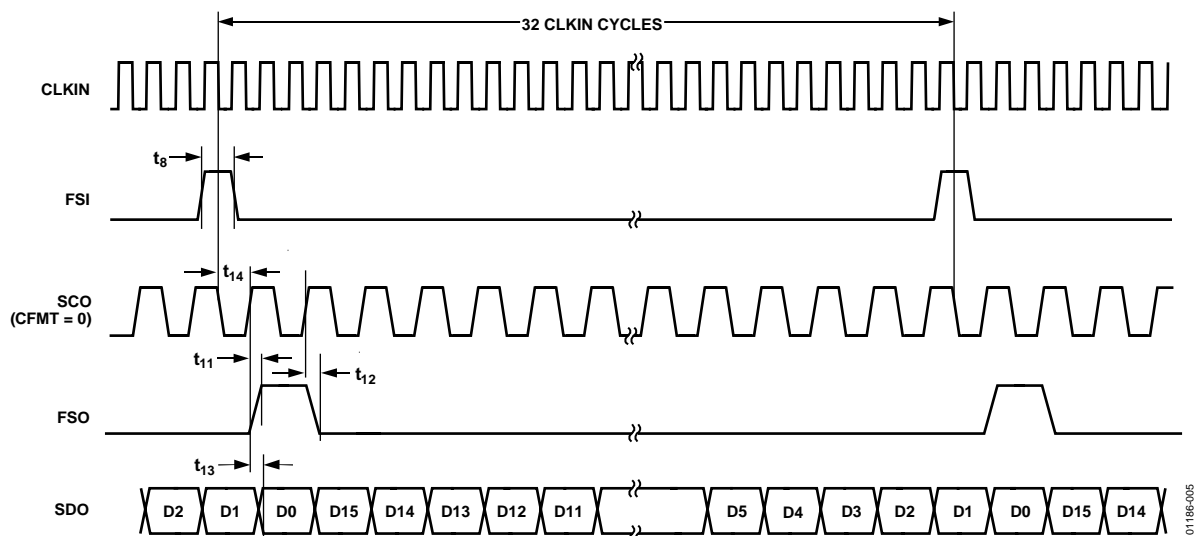 32 CLKIN CYCLES
CLKIN
t8
FSI
t14
SCO
(CFMT = 0)
t11
t12
FSO
t13
SDO
D2 D1 D0 D15 D14 D13 D12 D11 D5 D4 D3 D2 D1 D0 D15 D14
01186-005